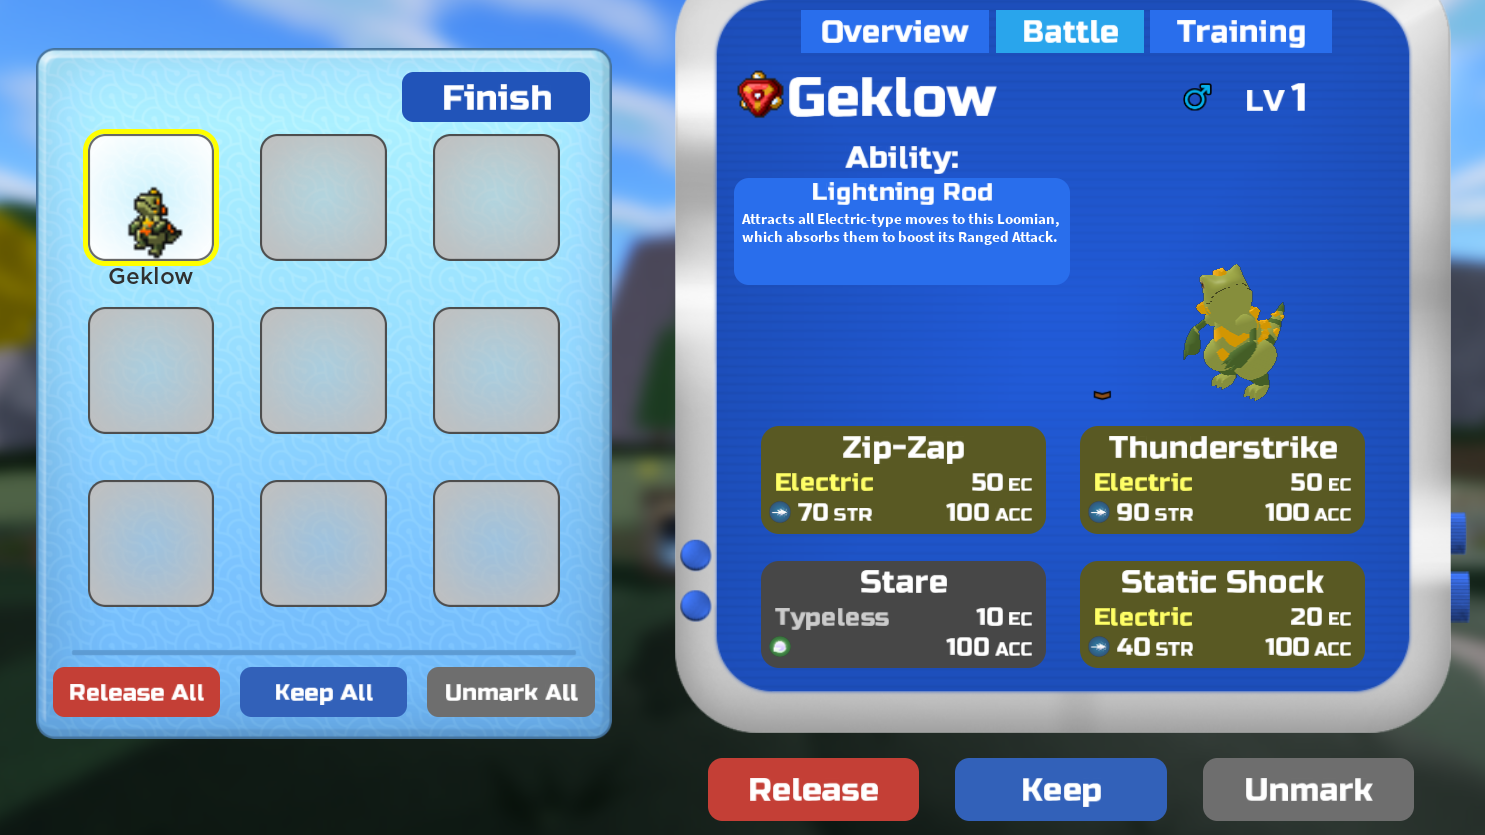 Finish
Geklow
Release All
Keep All
Unmark All
Overview
Battle
Training
Geklow
LV 1
Ability:
Lightning Rod
Attracts all Electric-type moves to this Loomian,
which absorbs them to boost its Ranged Attack.
Zip-Zap
Electric 50 EC
70 STR 100 ACC
Thunderstrike
Electric 50 EC
90 STR 100 ACC
Stare
Typeless 10 EC
100 ACC
Static Shock
Electric 20 EC
40 STR 100 ACC
Release
Keep
Unmark